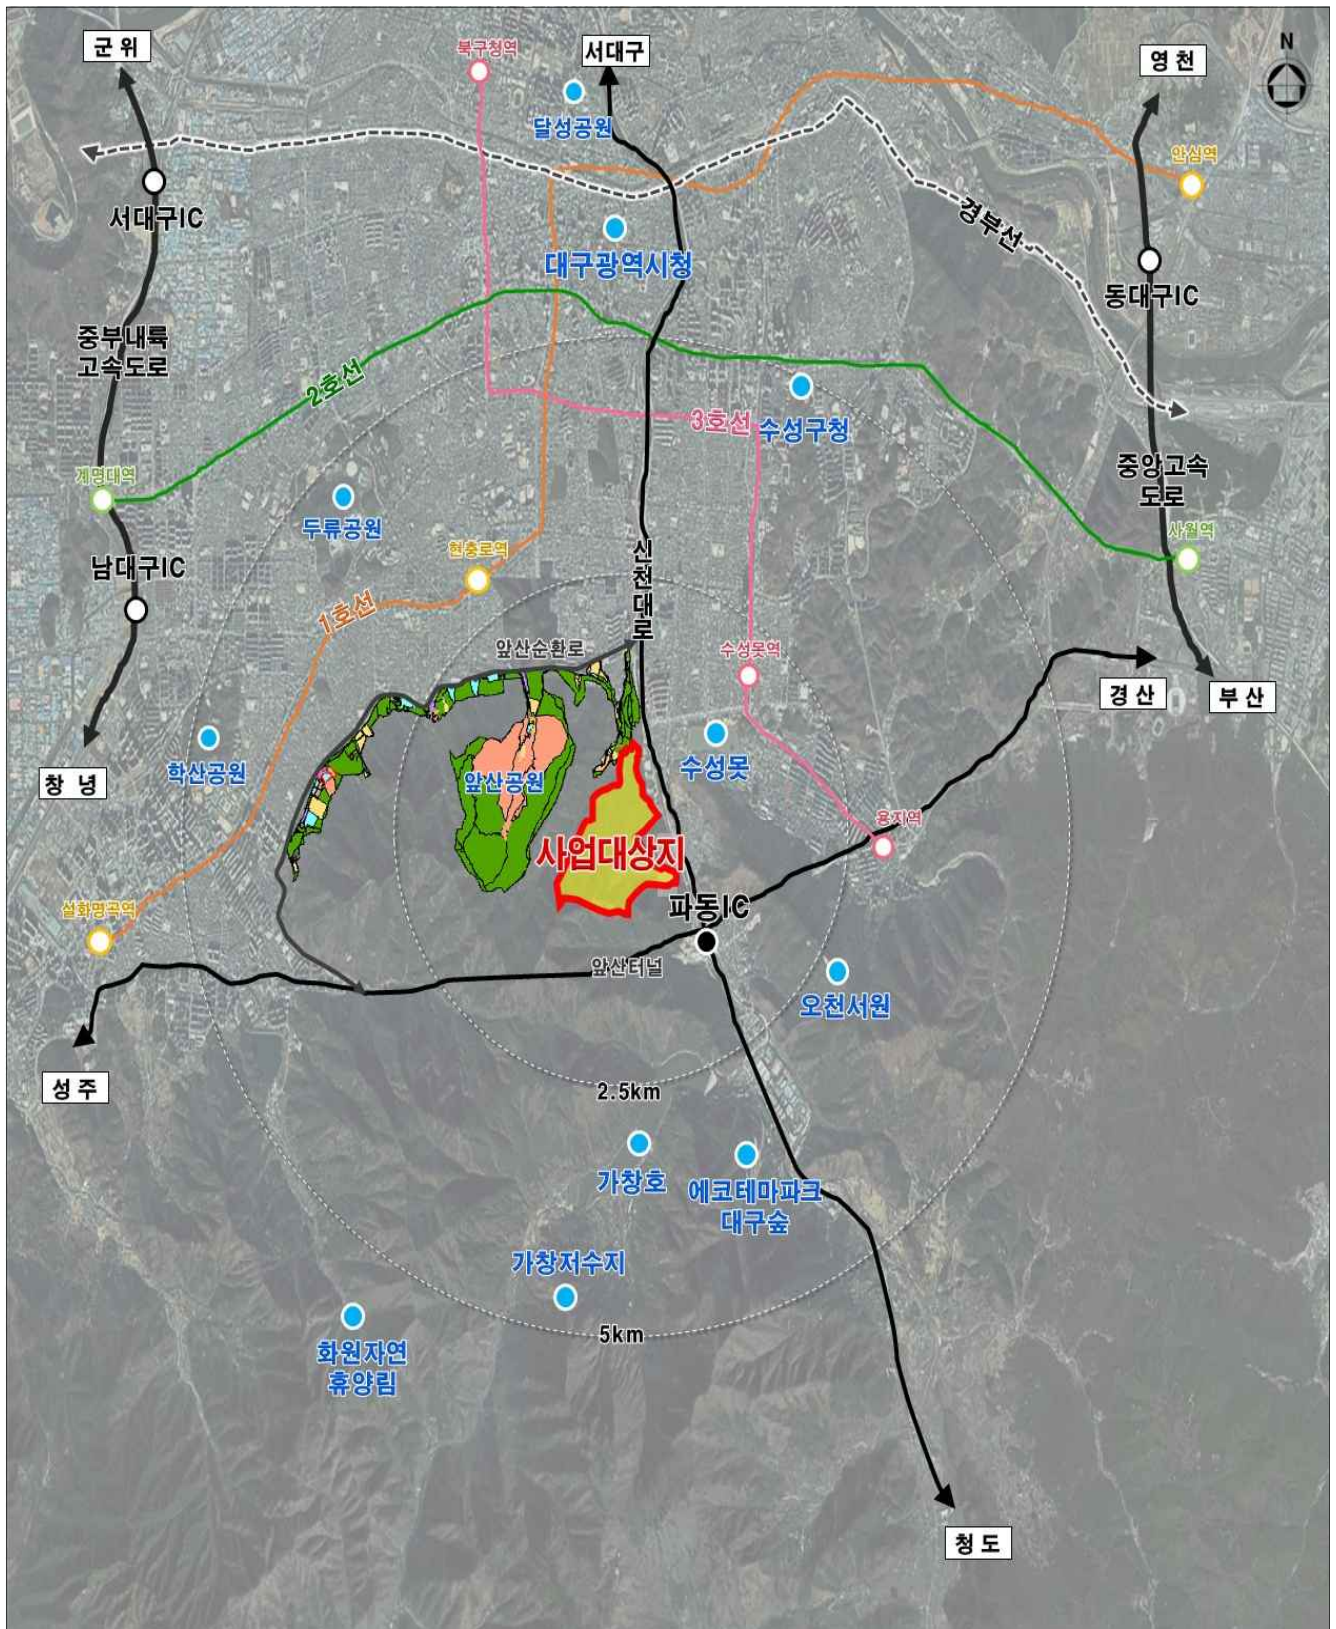 군 위
북구청역
서대구
N
영 천
달성공원
안심역
서대구IC
경부선
대구광역시청
동대구IC
중부내륙
고속도로
2호선
3호선
수성구청
계명대역
중앙고속
도로
두류공원
사월역
현충로역
남대구IC
신천대로
1호선
앞산순환로
수성못역
경 산
부 산
학산공원
수성못
창 녕
앞산공원
용지역
사업대상지
설화명곡역
파동IC
앞산터널
오천서원
성 주
2.5km
가창호
에코테마파크
대구숲
가창저수지
5km
화원자연
휴양림
청 도